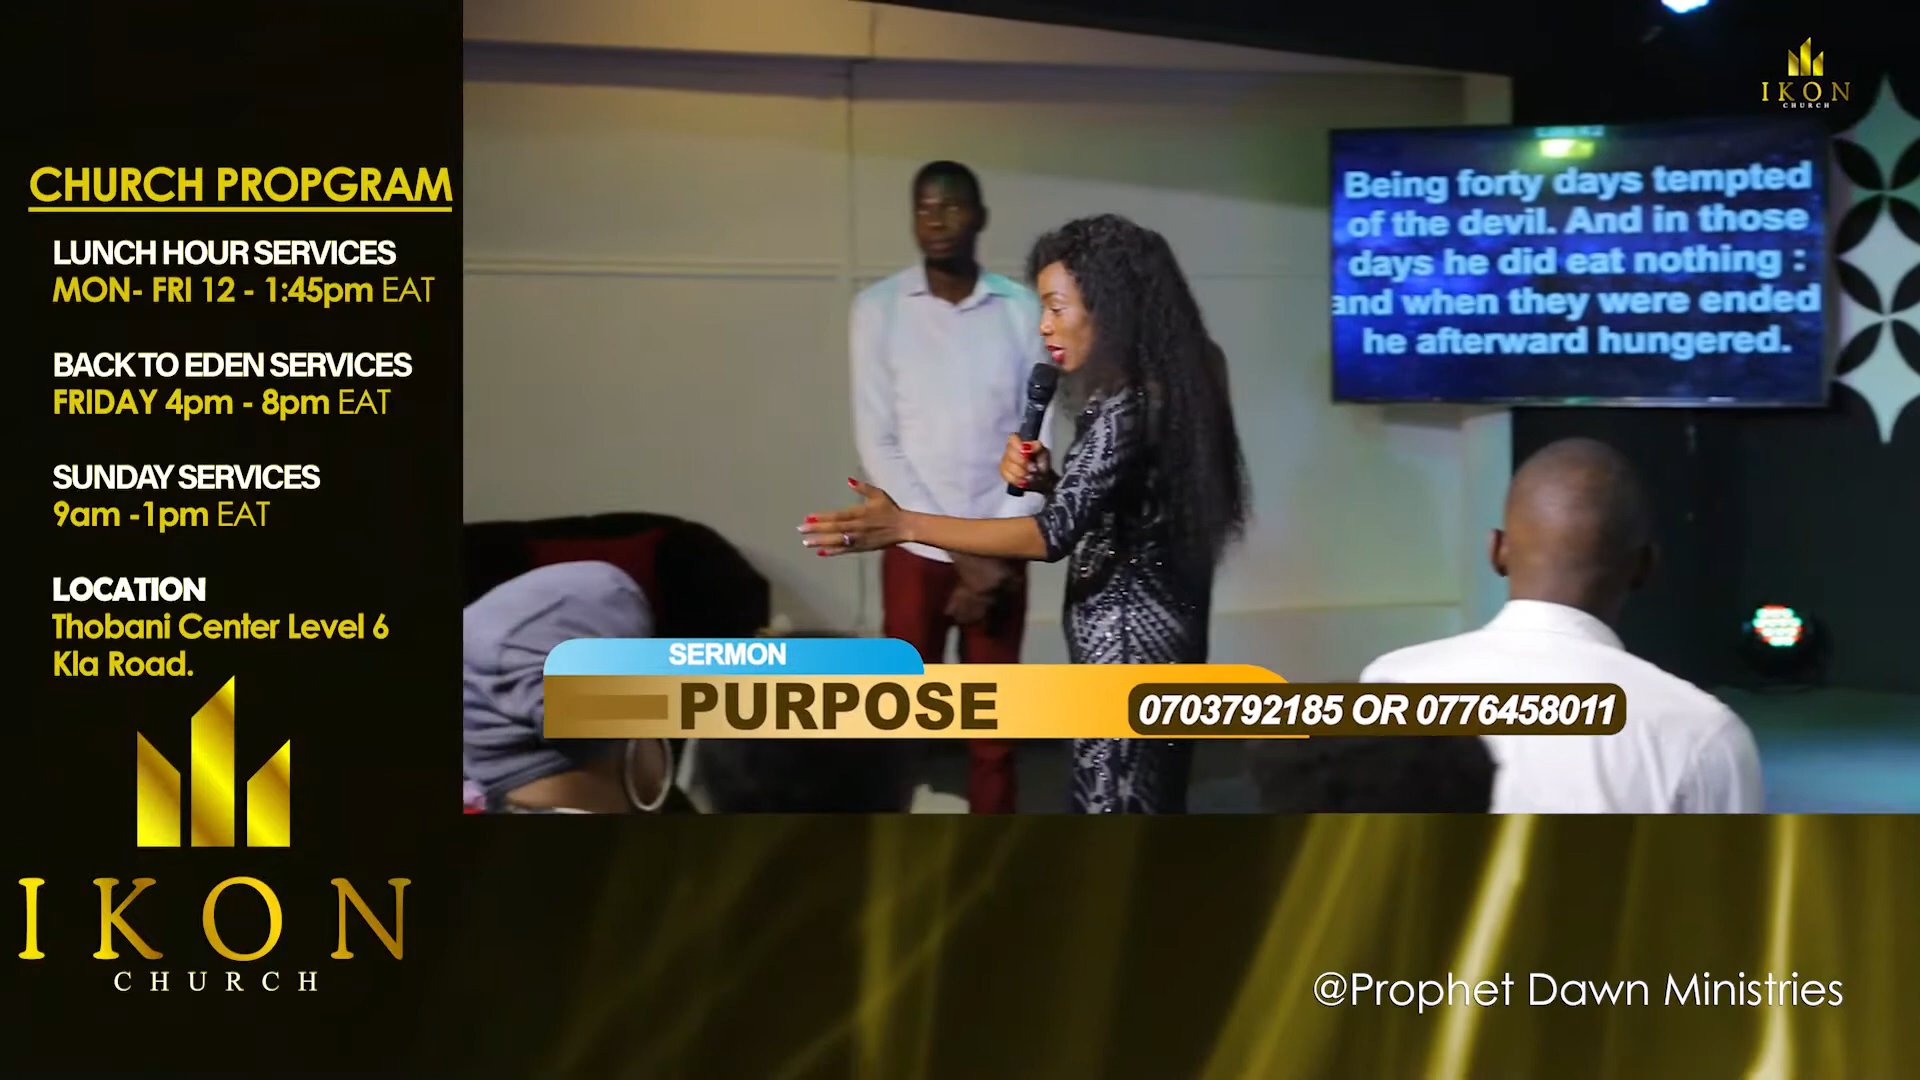 CHURCH PROPGRAM
LUNCH HOUR SERVICES
MON- FRI 12 - 1:45pm EAT
BACK TO EDEN SERVICES
FRIDAY 4pm - 8pm EAT
SUNDAY SERVICES
9am -1pm EAT
LOCATION
Thobani Center Level 6
Kla Road.
IKON
CHURCH
IKON
CHURCH
Being forty days tempted
of the devil. And in those
days he did eat nothing :
and when they were ended
he afterward hungered.
SERMON
PURPOSE
0703792185 OR 0776458011
@Prophet Dawn Ministries